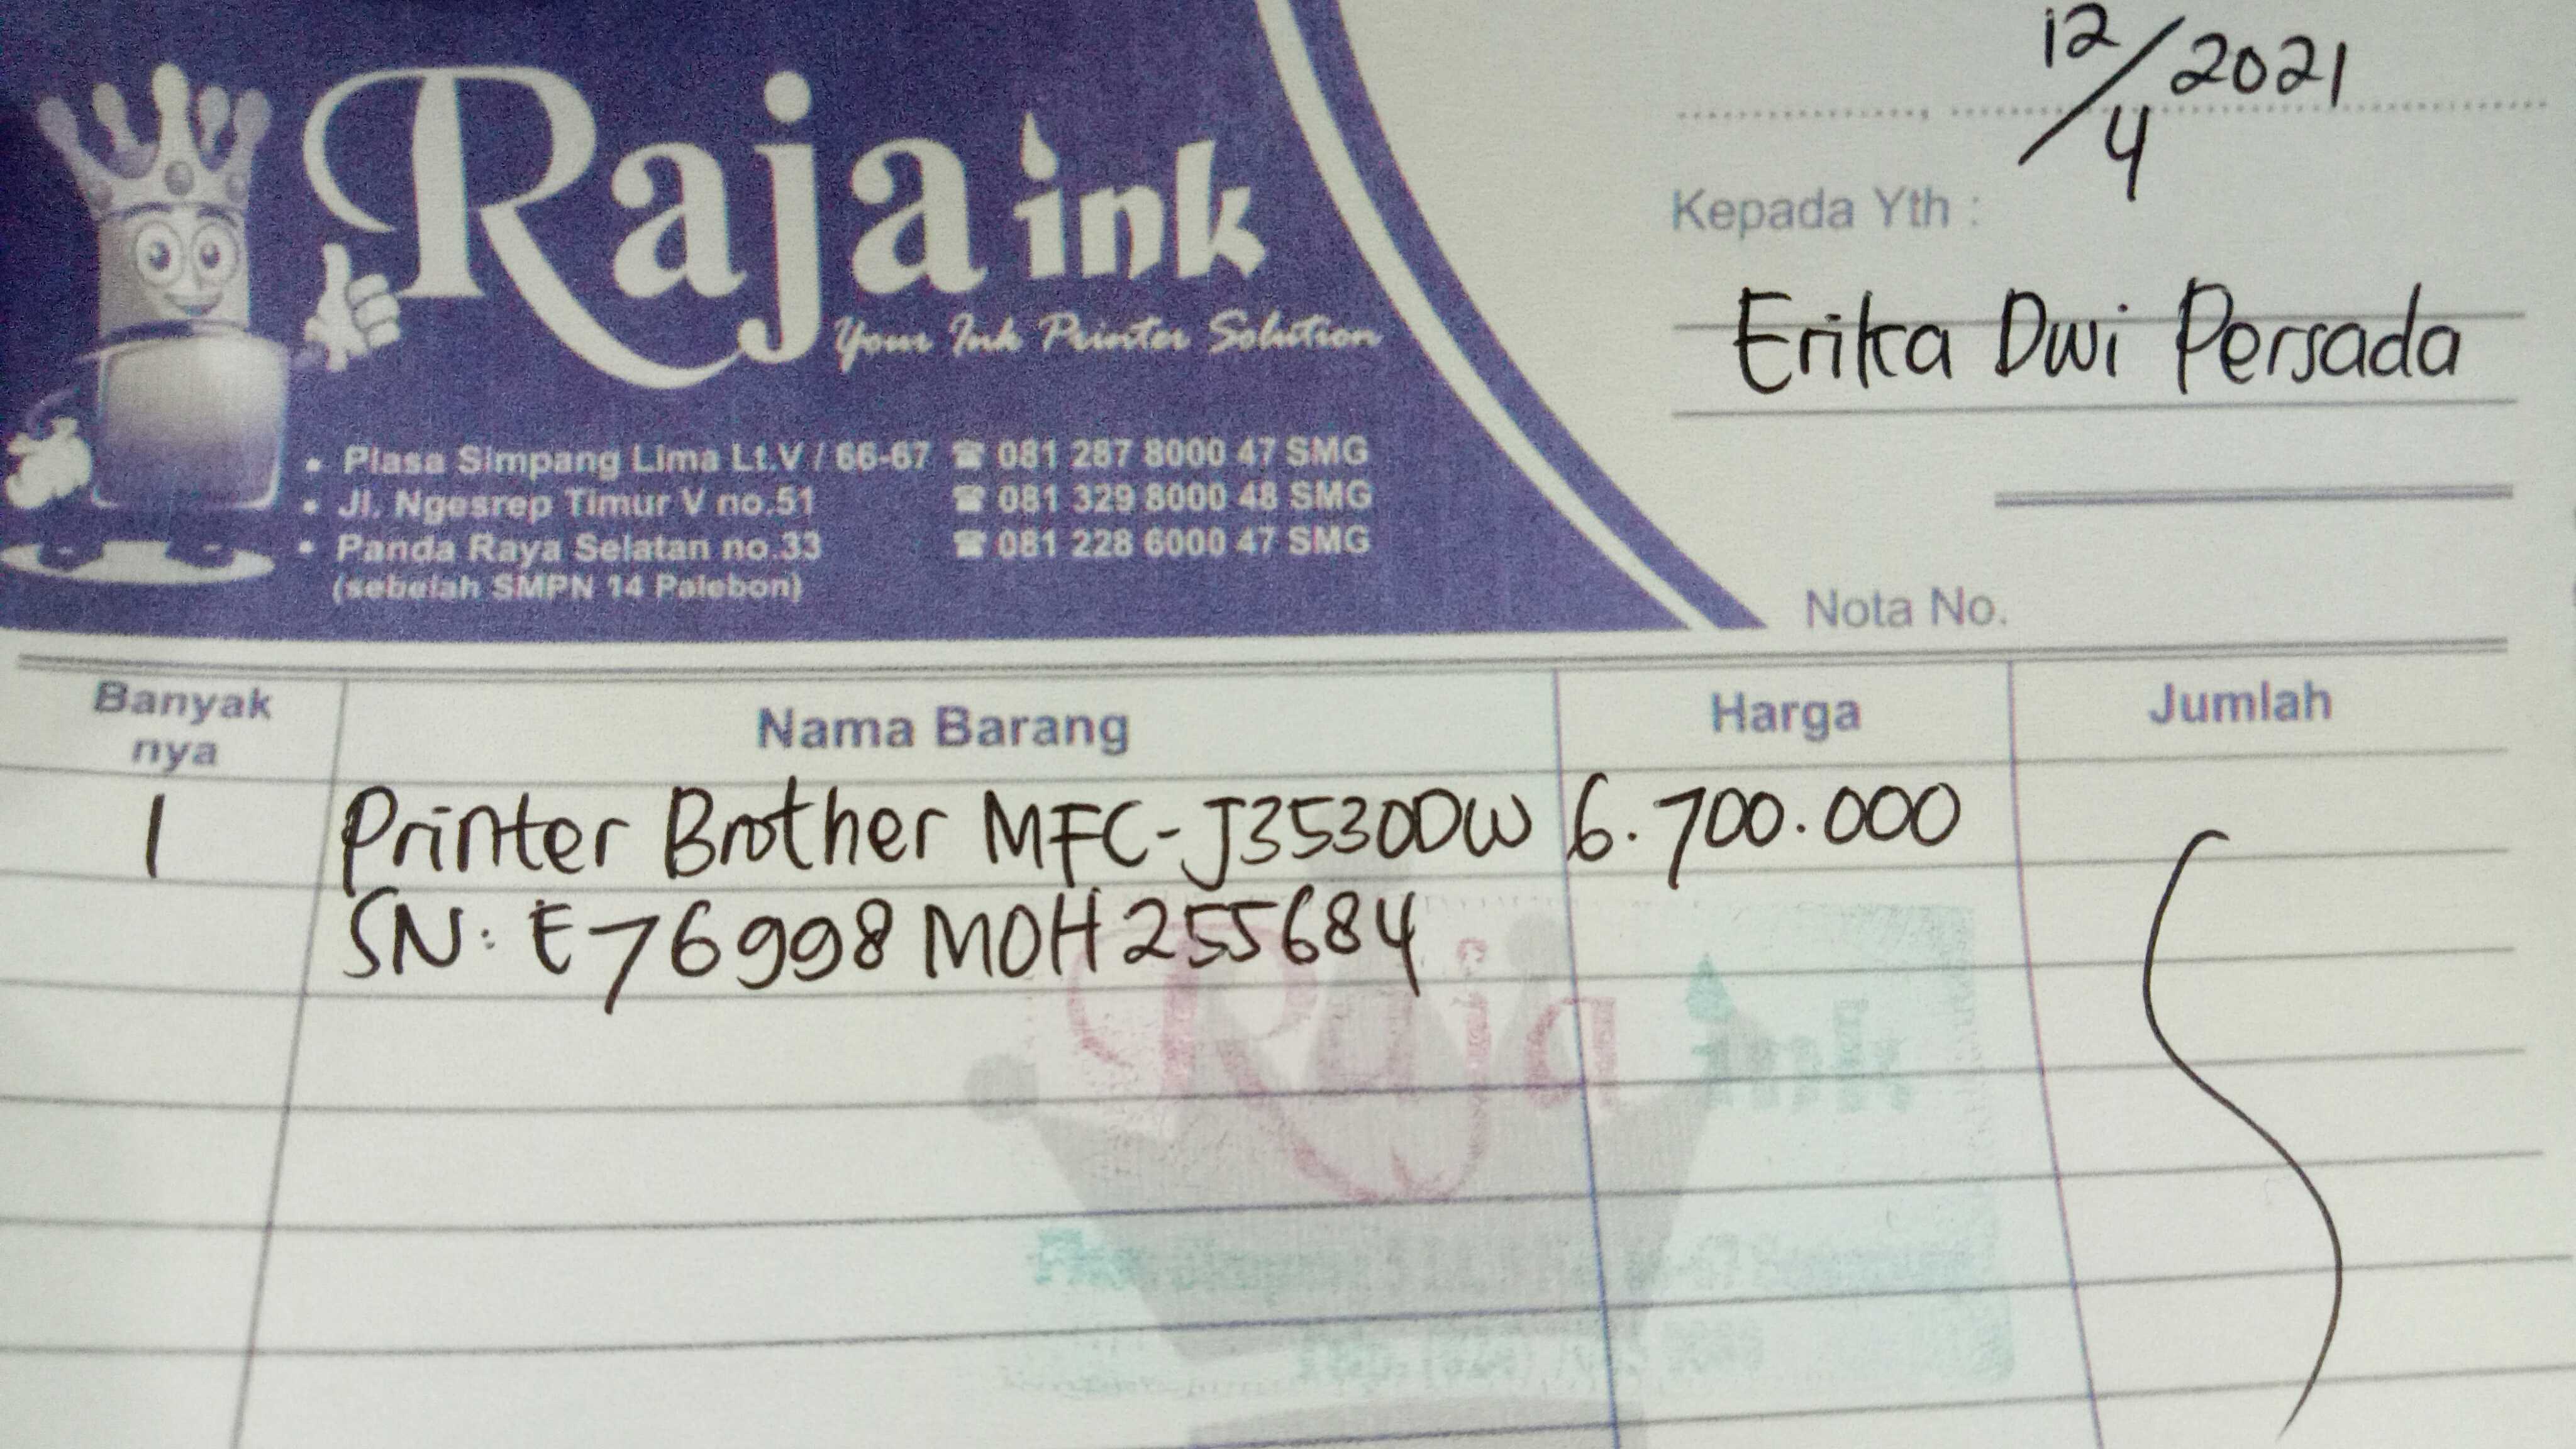 Raja ink
Your Ink Printer Solution
• Plasa Simpang Lima Lt.V / 66-67 ☎ 081 287 8000 47 SMG
• Jl. Ngesrep Timur V no.51 ☎ 081 329 8000 48 SMG
• Panda Raya Selatan no.33 ☎ 081 228 6000 47 SMG
(sebelah SMPN 14 Palebon)
12/4 2021
Kepada Yth :
Erika Dwi Persada
Nota No.
Banyak nya Nama Barang Harga Jumlah
1 Printer Brother MFC-J3530DW 6.700.000
SN: E76998M0H255684
Raja ink